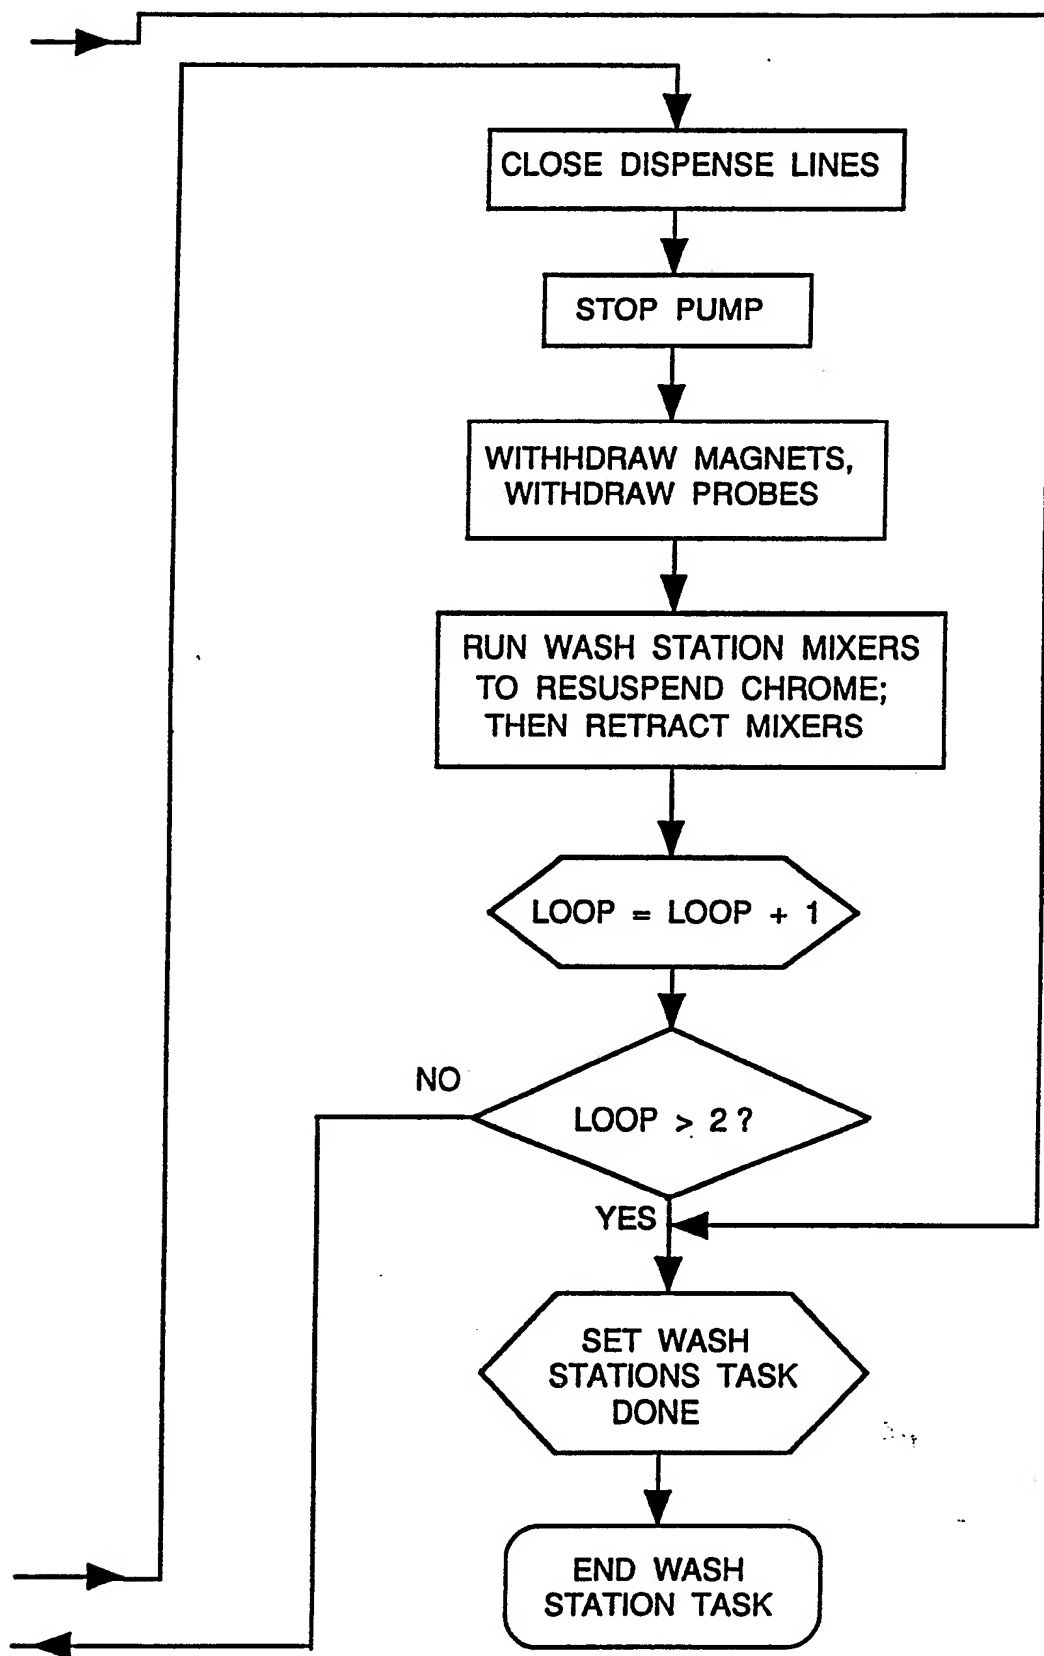 CLOSE DISPENSE LINES
STOP PUMP
WITHHDRAW MAGNETS,
WITHDRAW PROBES
RUN WASH STATION MIXERS
TO RESUSPEND CHROME;
THEN RETRACT MIXERS
LOOP = LOOP + 1
NO
LOOP > 2 ?
YES
SET WASH
STATIONS TASK
DONE
END WASH
STATION TASK